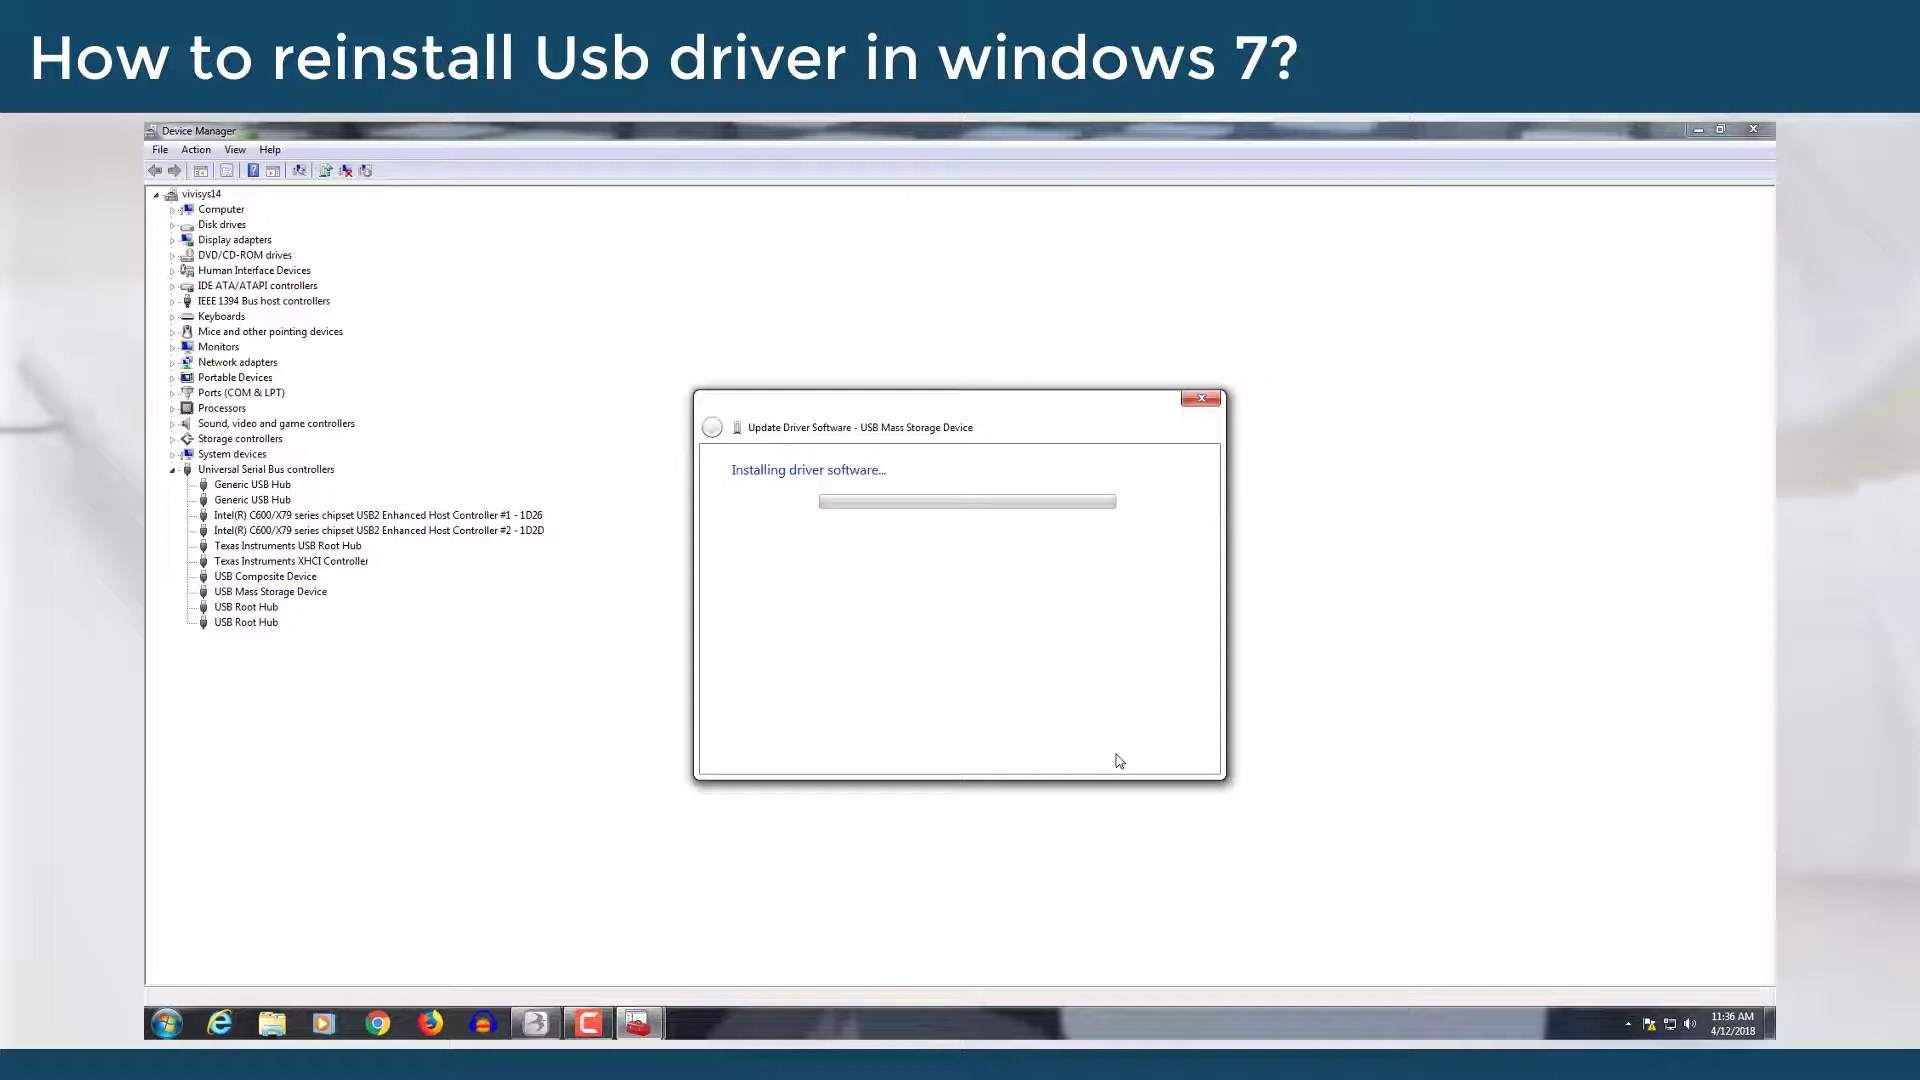 How to reinstall Usb driver in windows 7?
Device Manager
File Action View Help
vivisys14
Computer
Disk drives
Display adapters
DVD/CD-ROM drives
Human Interface Devices
IDE ATA/ATAPI controllers
IEEE 1394 Bus host controllers
Keyboards
Mice and other pointing devices
Monitors
Network adapters
Portable Devices
Ports (COM & LPT)
Processors
Sound, video and game controllers
Storage controllers
System devices
Universal Serial Bus controllers
Generic USB Hub
Generic USB Hub
Intel(R) C600/X79 series chipset USB2 Enhanced Host Controller #1 - 1D26
Intel(R) C600/X79 series chipset USB2 Enhanced Host Controller #2 - 1D2D
Texas Instruments USB Root Hub
Texas Instruments XHCI Controller
USB Composite Device
USB Mass Storage Device
USB Root Hub
USB Root Hub
Update Driver Software - USB Mass Storage Device
Installing driver software...
11:36 AM
4/12/2018